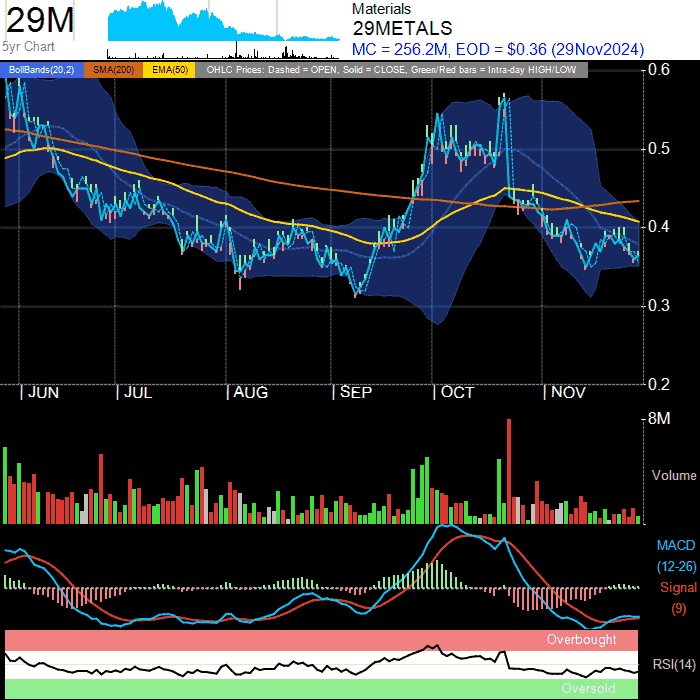 29M
5yr Chart
Materials
29METALS
MC = 256.2M, EOD = $0.36 (29Nov2024)
BollBands(20,2) SMA(200) EMA(50) OHLC Prices: Dashed = OPEN, Solid = CLOSE, Green/Red bars = Intra-day HIGH/LOW
0.6
0.5
0.4
0.3
0.2
| JUN | JUL | AUG | SEP | OCT | NOV
8M
Volume
MACD
(12-26)
Signal
(9)
Overbought
RSI(14)
Oversold